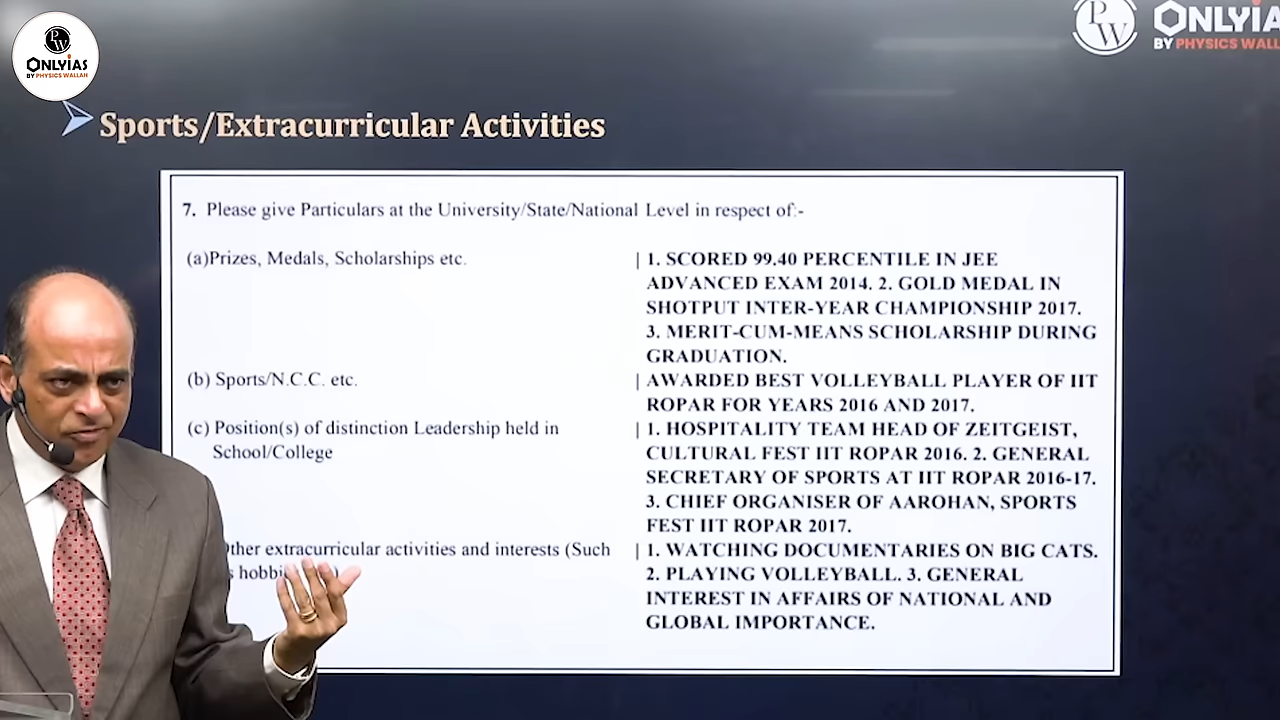 PW
ONLYIAS
BY PHYSICS WALLAH
PW
ONLYIA
BY PHYSICS WALL
Sports/Extracurricular Activities
7. Please give Particulars at the University/State/National Level in respect of:-
(a)Prizes, Medals, Scholarships etc. | 1. SCORED 99.40 PERCENTILE IN JEE
ADVANCED EXAM 2014. 2. GOLD MEDAL IN
SHOTPUT INTER-YEAR CHAMPIONSHIP 2017.
3. MERIT-CUM-MEANS SCHOLARSHIP DURING
GRADUATION.
(b) Sports/N.C.C. etc. | AWARDED BEST VOLLEYBALL PLAYER OF IIT
ROPAR FOR YEARS 2016 AND 2017.
(c) Position(s) of distinction Leadership held in | 1. HOSPITALITY TEAM HEAD OF ZEITGEIST,
School/College CULTURAL FEST IIT ROPAR 2016. 2. GENERAL
SECRETARY OF SPORTS AT IIT ROPAR 2016-17.
3. CHIEF ORGANISER OF AAROHAN, SPORTS
FEST IIT ROPAR 2017.
ther extracurricular activities and interests (Such | 1. WATCHING DOCUMENTARIES ON BIG CATS.
s hobbi 2. PLAYING VOLLEYBALL. 3. GENERAL
INTEREST IN AFFAIRS OF NATIONAL AND
GLOBAL IMPORTANCE.